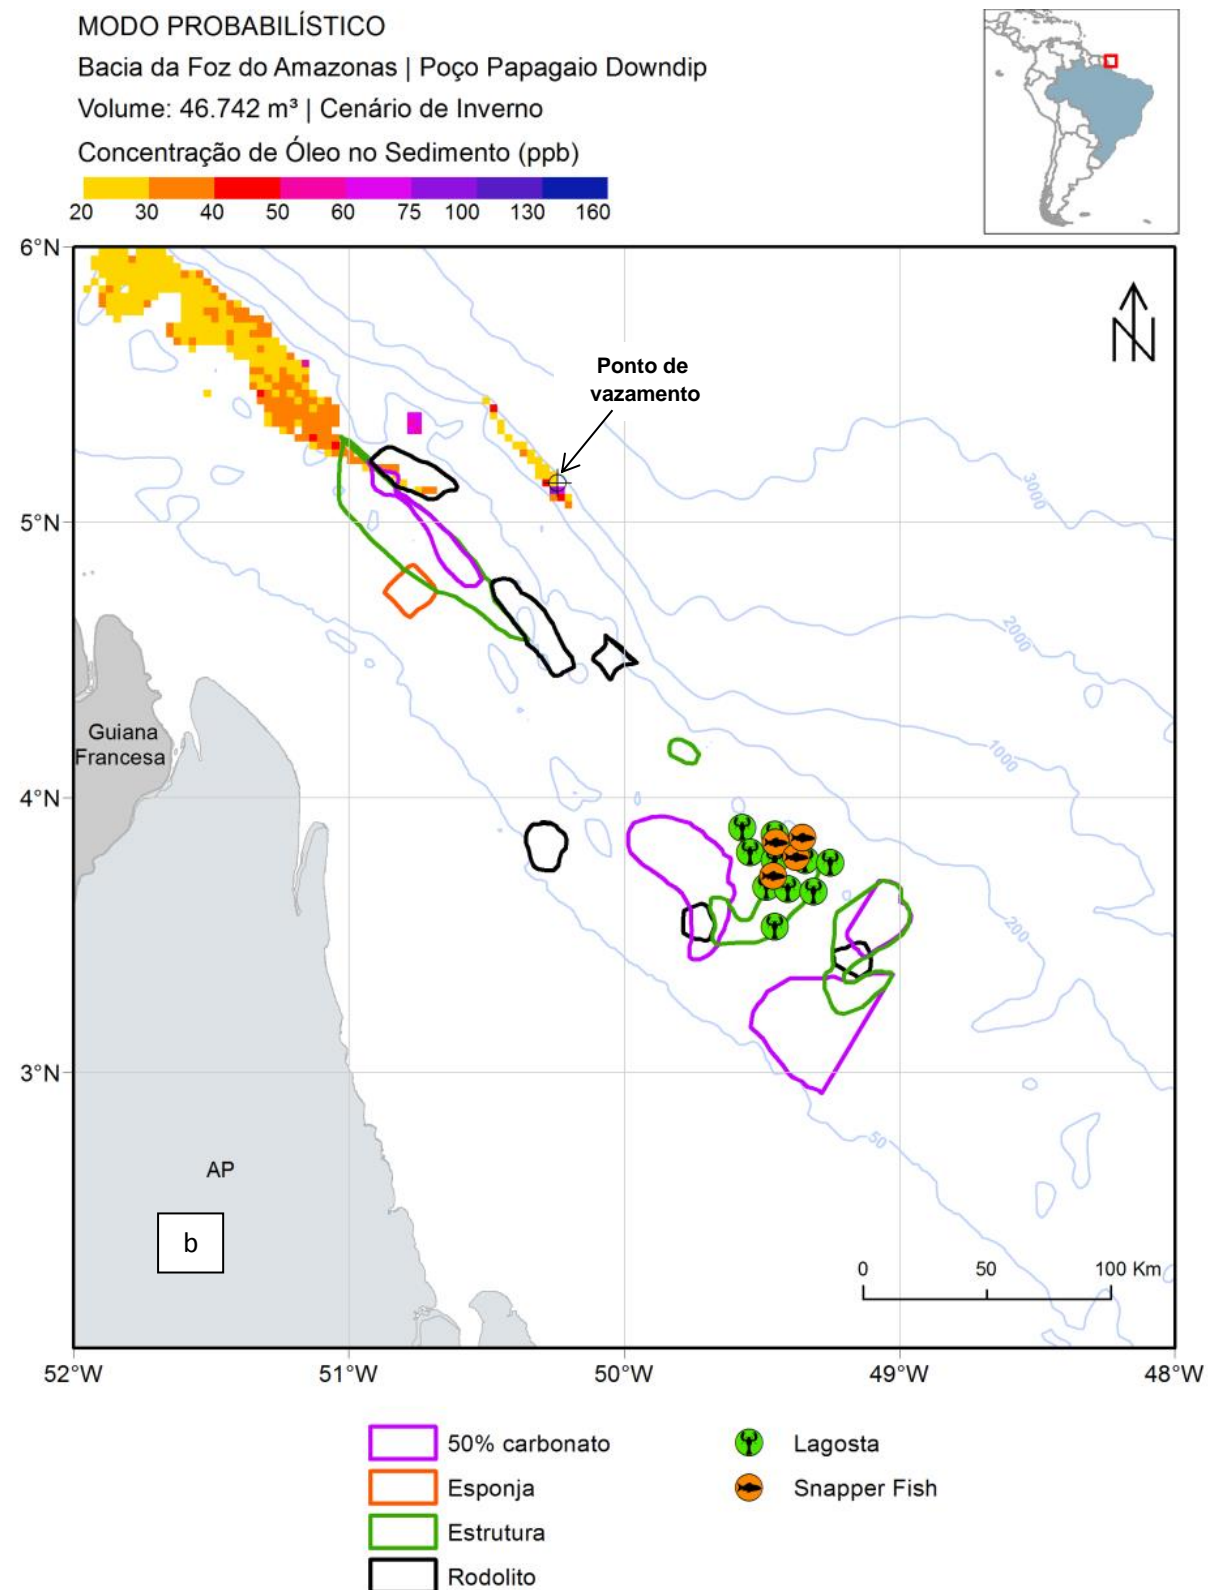 MODO PROBABILÍSTICO
Bacia da Foz do Amazonas | Poço Papagaio Downdip
Volume: 46.742 m³ | Cenário de Inverno
Concentração de Óleo no Sedimento (ppb)
20 30 40 50 60 75 100 130 160
6°N
5°N
4°N
3°N
N
Ponto de
vazamento
3000
2000
1000
200
50
Guiana
Francesa
AP
b
0 50 100 Km
52°W 51°W 50°W 49°W 48°W
50% carbonato
Esponja
Estrutura
Rodolito
Lagosta
Snapper Fish